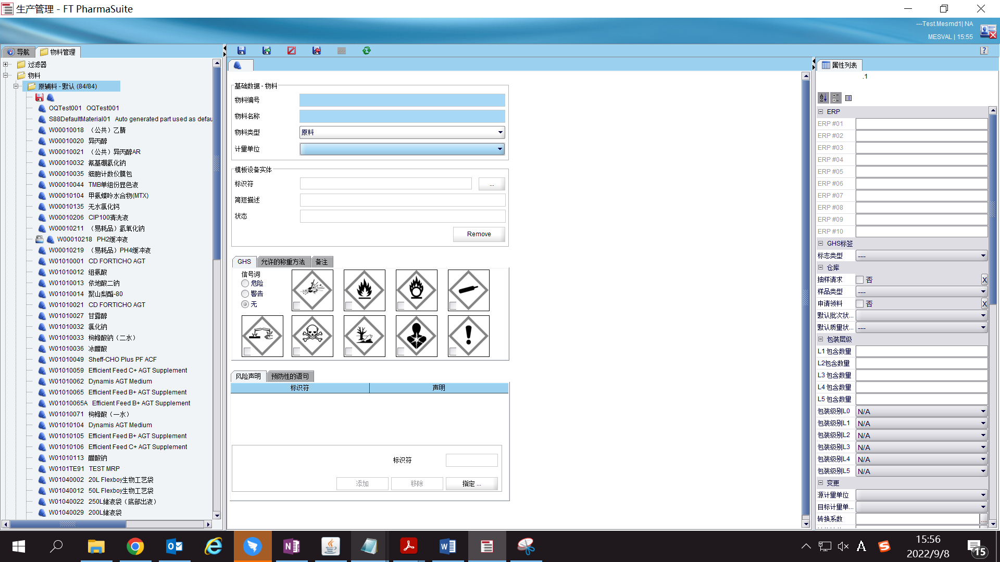 生产管理 - FT PharmaSuite
---Test.Mesmd1| NA
MESVAL | 15:55
导航
物料管理
过滤器
物料
原辅料 - 默认 (84/84)
OQTest001 OQTest001
S88DefaultMaterial01 Auto generated part used as defau
W00010018 （公共）乙腈
W00010020 异丙醇
W00010021 （公共）异丙醇AR
W00010032 氰基硼氢化钠
W00010035 细胞计数仪膜包
W00010044 TMB单组份显色液
W00010104 甲氨蝶呤水合物(MTX)
W00010135 无水氯化钙
W00010206 CIP100清洗液
W00010211 （易耗品）氢氧化钠
W00010218 PH2缓冲液
W00010219 （易耗品）PH4缓冲液
W01010001 CD FORTICHO AGT
W01010012 组氨酸
W01010013 依地酸二钠
W01010014 聚山梨酯-80
W01010021 CD FORTICHO AGT
W01010027 甘露醇
W01010032 氯化钠
W01010033 枸橼酸钠（二水）
W01010036 冰醋酸
W01010049 Sheff-CHO Plus PF ACF
W01010059 Efficient Feed C+ AGT Supplement
W01010062 Dynamis AGT Medium
W01010065 Efficient Feed B+ AGT Supplement
W01010065A Efficient Feed B+ AGT Supplement
W01010071 枸橼酸（一水）
W01010104 Dynamis AGT Medium
W01010105 Efficient Feed B+ AGT Supplement
W01010106 Efficient Feed C+ AGT Supplement
W01010113 醋酸钠
W0101TE91 TEST MRP
W01040002 20L Flexboy生物工艺袋
W01040012 50L Flexboy生物工艺袋
W01040022 250L储液袋（底部出液）
W01040029 200L储液袋
基础数据 - 物料
物料编号
物料名称
物料类型 原料
计量单位
模板设备实体
标识符 ...
简短描述
状态
Remove
GHS 允许的称重方法 备注
信号词
危险
警告
无
风险声明 预防性的语句
标识符 声明
标识符
添加 移除 指定 ...
?
属性列表
.1
ERP
ERP #01
ERP #02
ERP #03
ERP #04
ERP #05
ERP #06
ERP #07
ERP #08
ERP #09
ERP #10
GHS标签
标志类型 ---
仓库
抽样请求 否 X
样品类型 ---
申请领料 否 X
默认批次状...
默认质量状... ---
包装层级
L1 包含数量
L2包含数量
L3 包含数量
L4 包含数量
L5 包含数量
包装级别L0 N/A
包装级别L1 N/A
包装级别L2 N/A
包装级别L3 N/A
包装级别L4 N/A
包装级别L5 N/A
变更
源计量单位
目标计量单...
转换系数 ...
15:56
2022/9/8
15